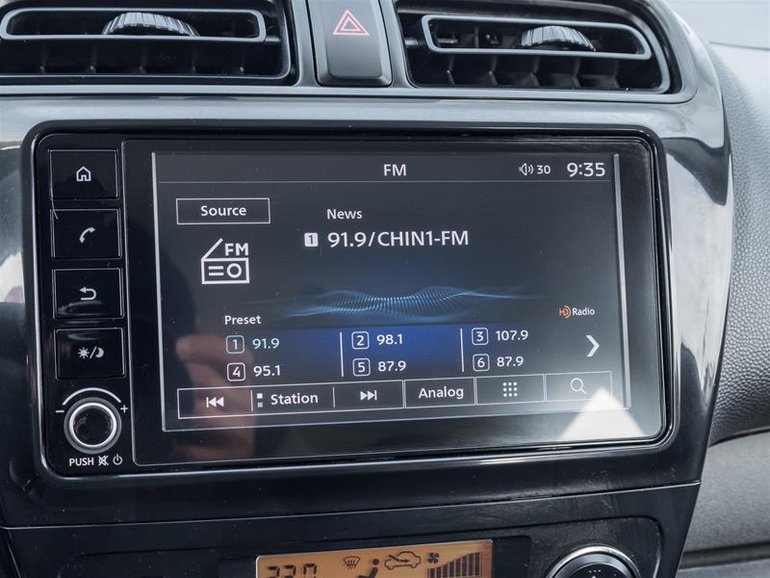 FM 30 9:35
Source
News
1 91.9/CHIN1-FM
FM
HD Radio
Preset
1 91.9 2 98.1 3 107.9
4 95.1 5 87.9 6 87.9
Station Analog
- +
PUSH